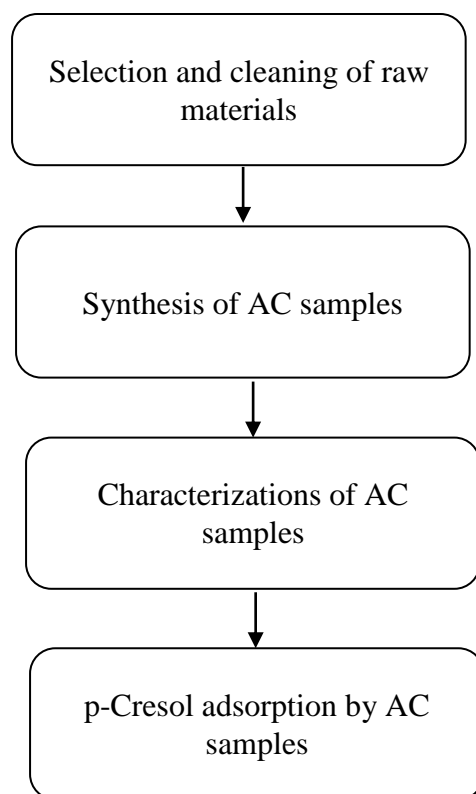 Selection and cleaning of raw
materials
Synthesis of AC samples
Characterizations of AC
samples
p-Cresol adsorption by AC
samples